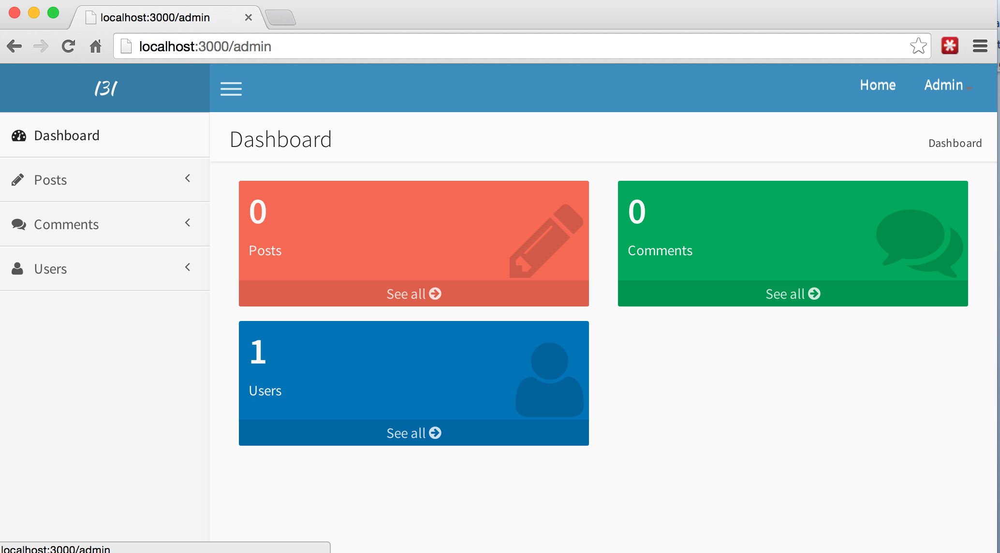 localhost:3000/admin
localhost:3000/admin
131
Home Admin
Dashboard
Posts
Comments
Users
Dashboard
Dashboard
0
Posts
See all
0
Comments
See all
1
Users
See all
localhost:3000/admin